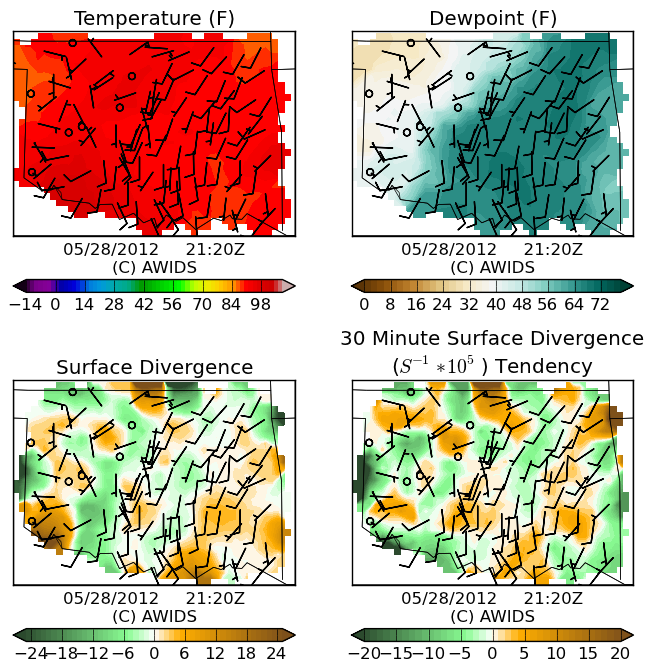 Temperature (F)
Dewpoint (F)
05/28/2012 21:20Z
(C) AWIDS
05/28/2012 21:20Z
(C) AWIDS
−14 0 14 28 42 56 70 84 98
0 8 16 24 32 40 48 56 64 72
Surface Divergence
30 Minute Surface Divergence
(S⁻¹ *10⁵ ) Tendency
05/28/2012 21:20Z
(C) AWIDS
05/28/2012 21:20Z
(C) AWIDS
−24 −18 −12 −6 0 6 12 18 24
−20 −15 −10 −5 0 5 10 15 20